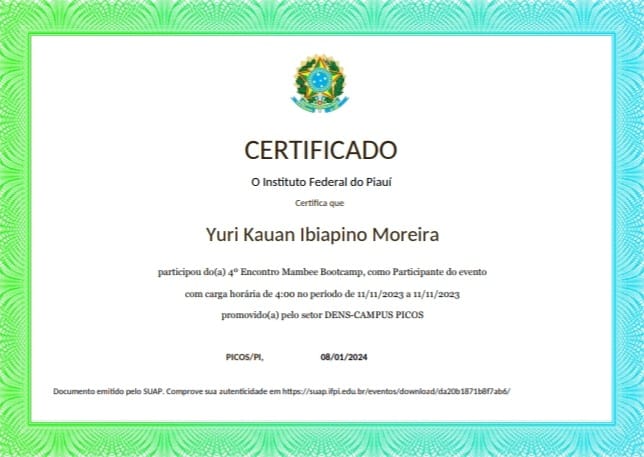 CERTIFICADO
O Instituto Federal do Piauí
Certifica que
Yuri Kauan Ibiapino Moreira
participou do(a) 4º Encontro Mambee Bootcamp, como Participante do evento
com carga horária de 4:00 no período de 11/11/2023 a 11/11/2023
promovido(a) pelo setor DENS-CAMPUS PICOS
PICOS/PI, 08/01/2024
Documento emitido pelo SUAP. Comprove sua autenticidade em https://suap.ifpi.edu.br/eventos/download/da20b1871b8f7ab6/